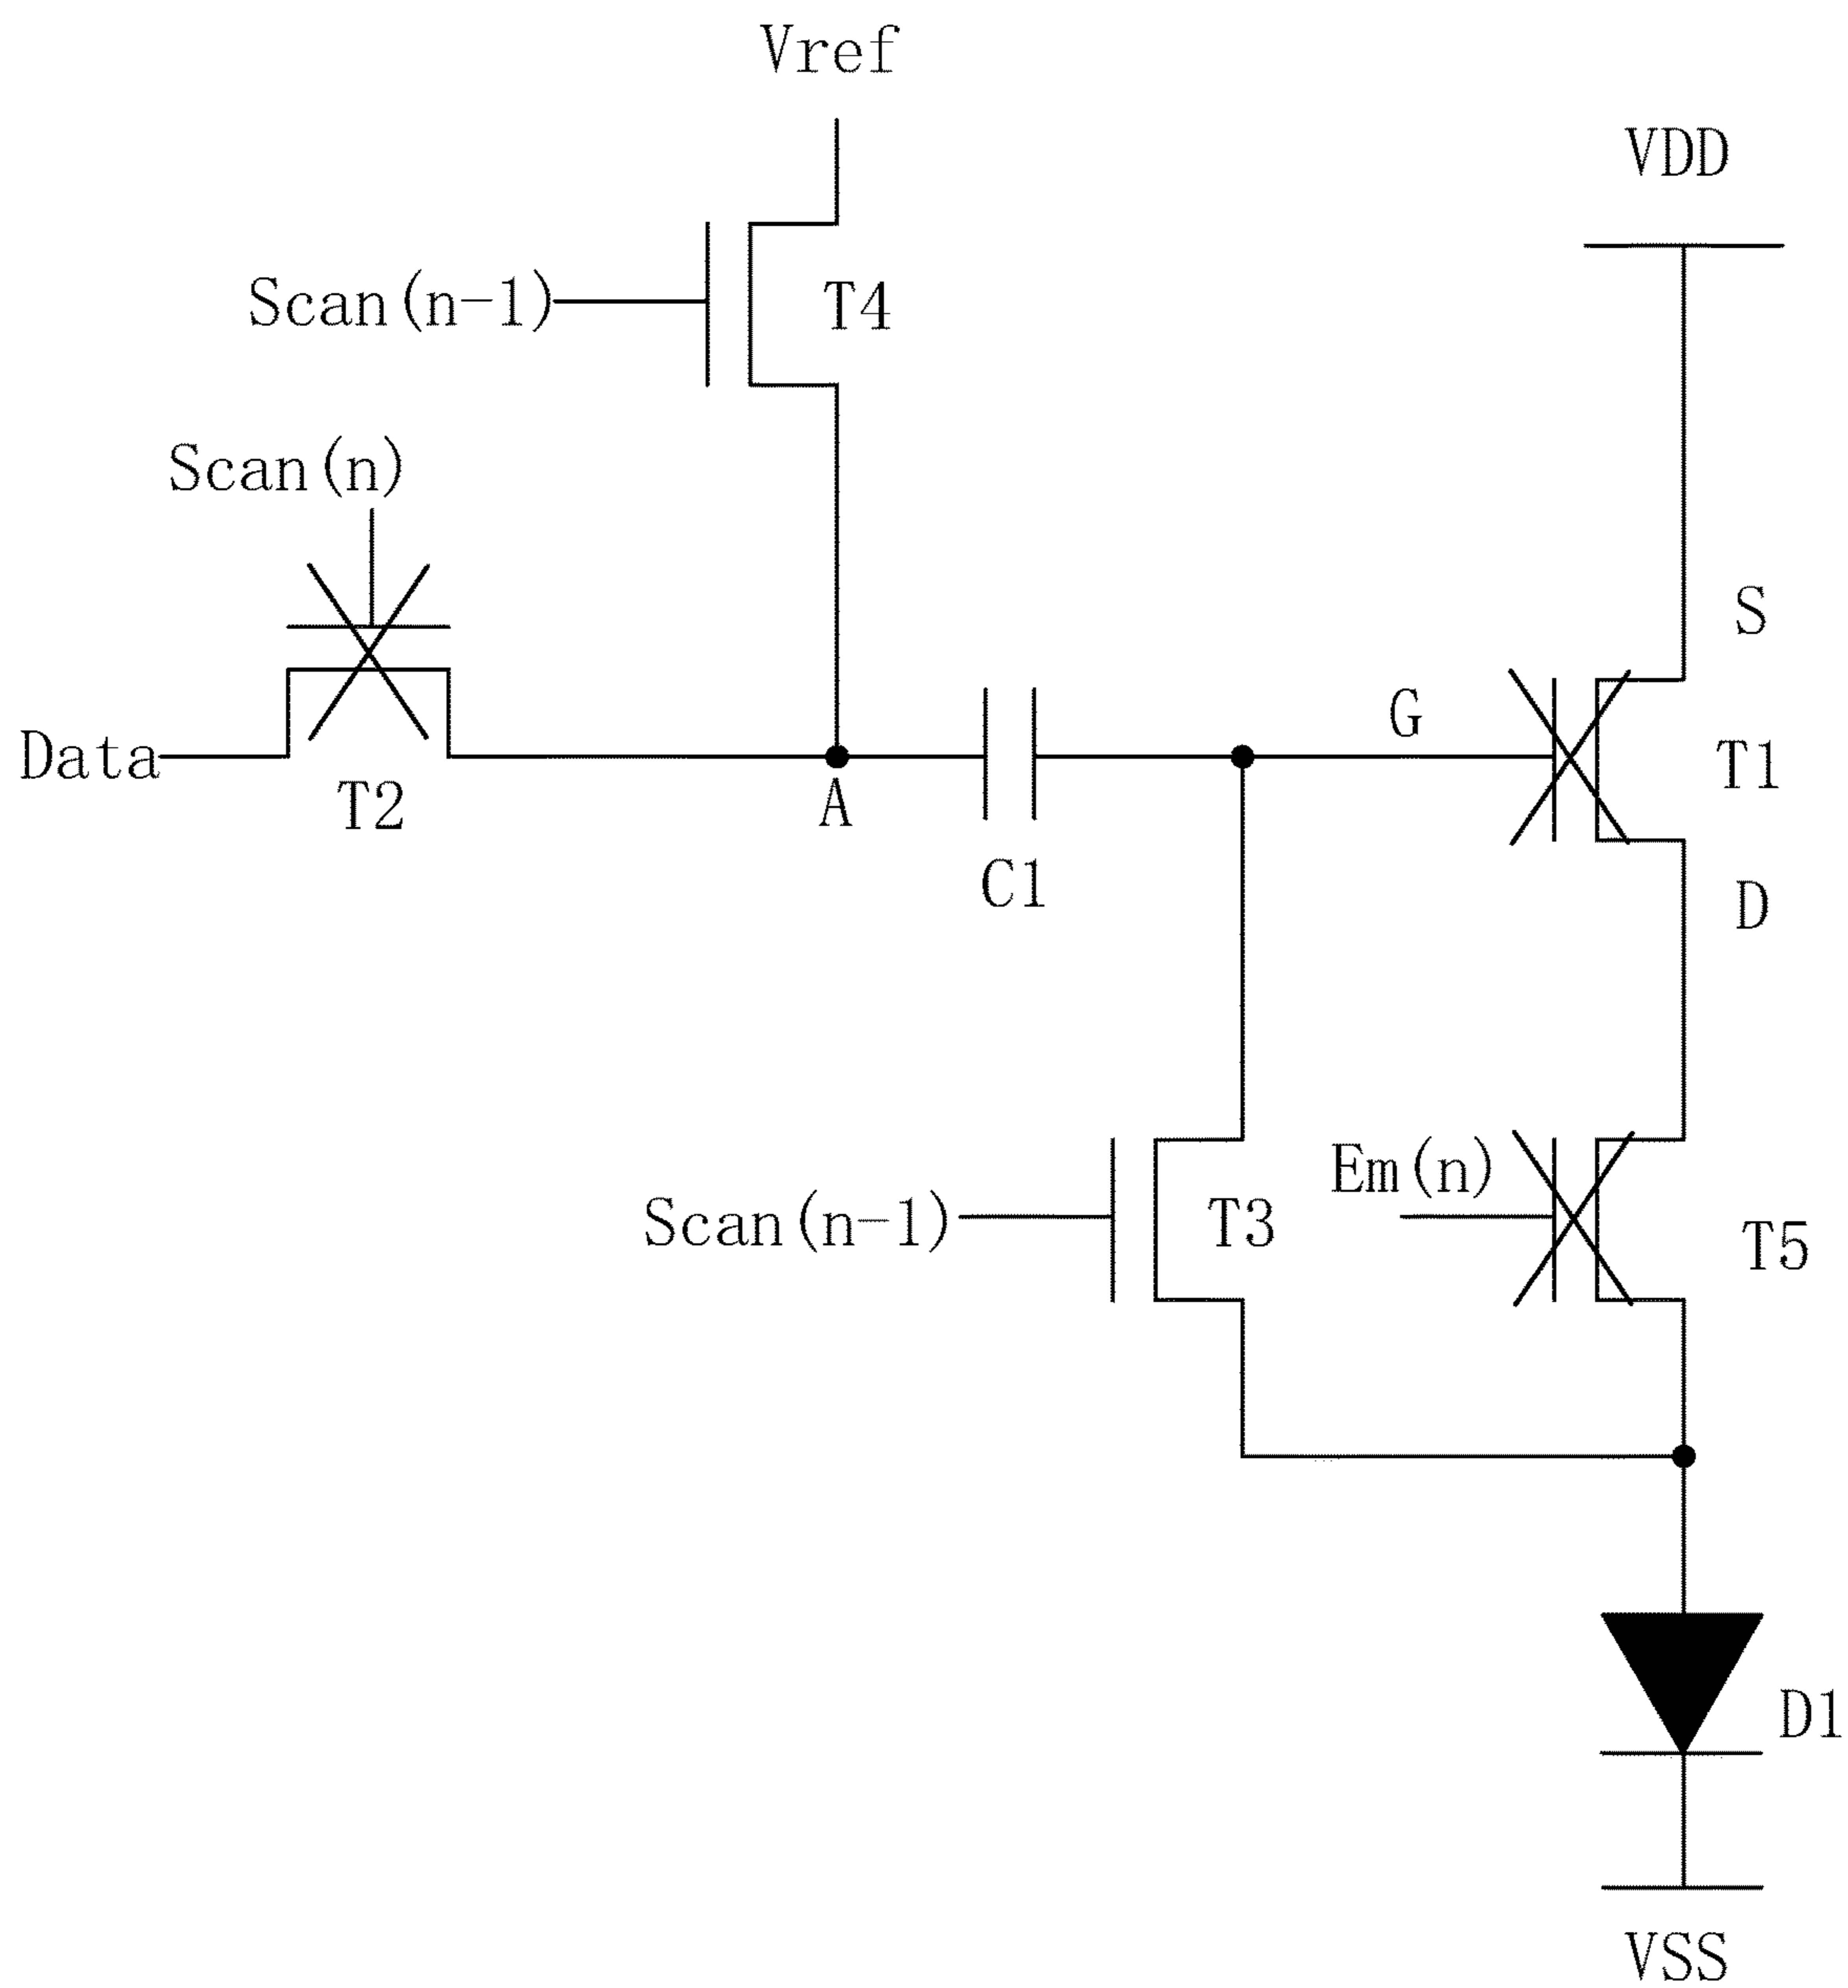 Vref
VDD
Scan(n-1)
T4
Scan(n)
S
G
T1
Data
T2
A
C1
D
Em(n)
Scan(n-1)
T3
T5
D1
VSS